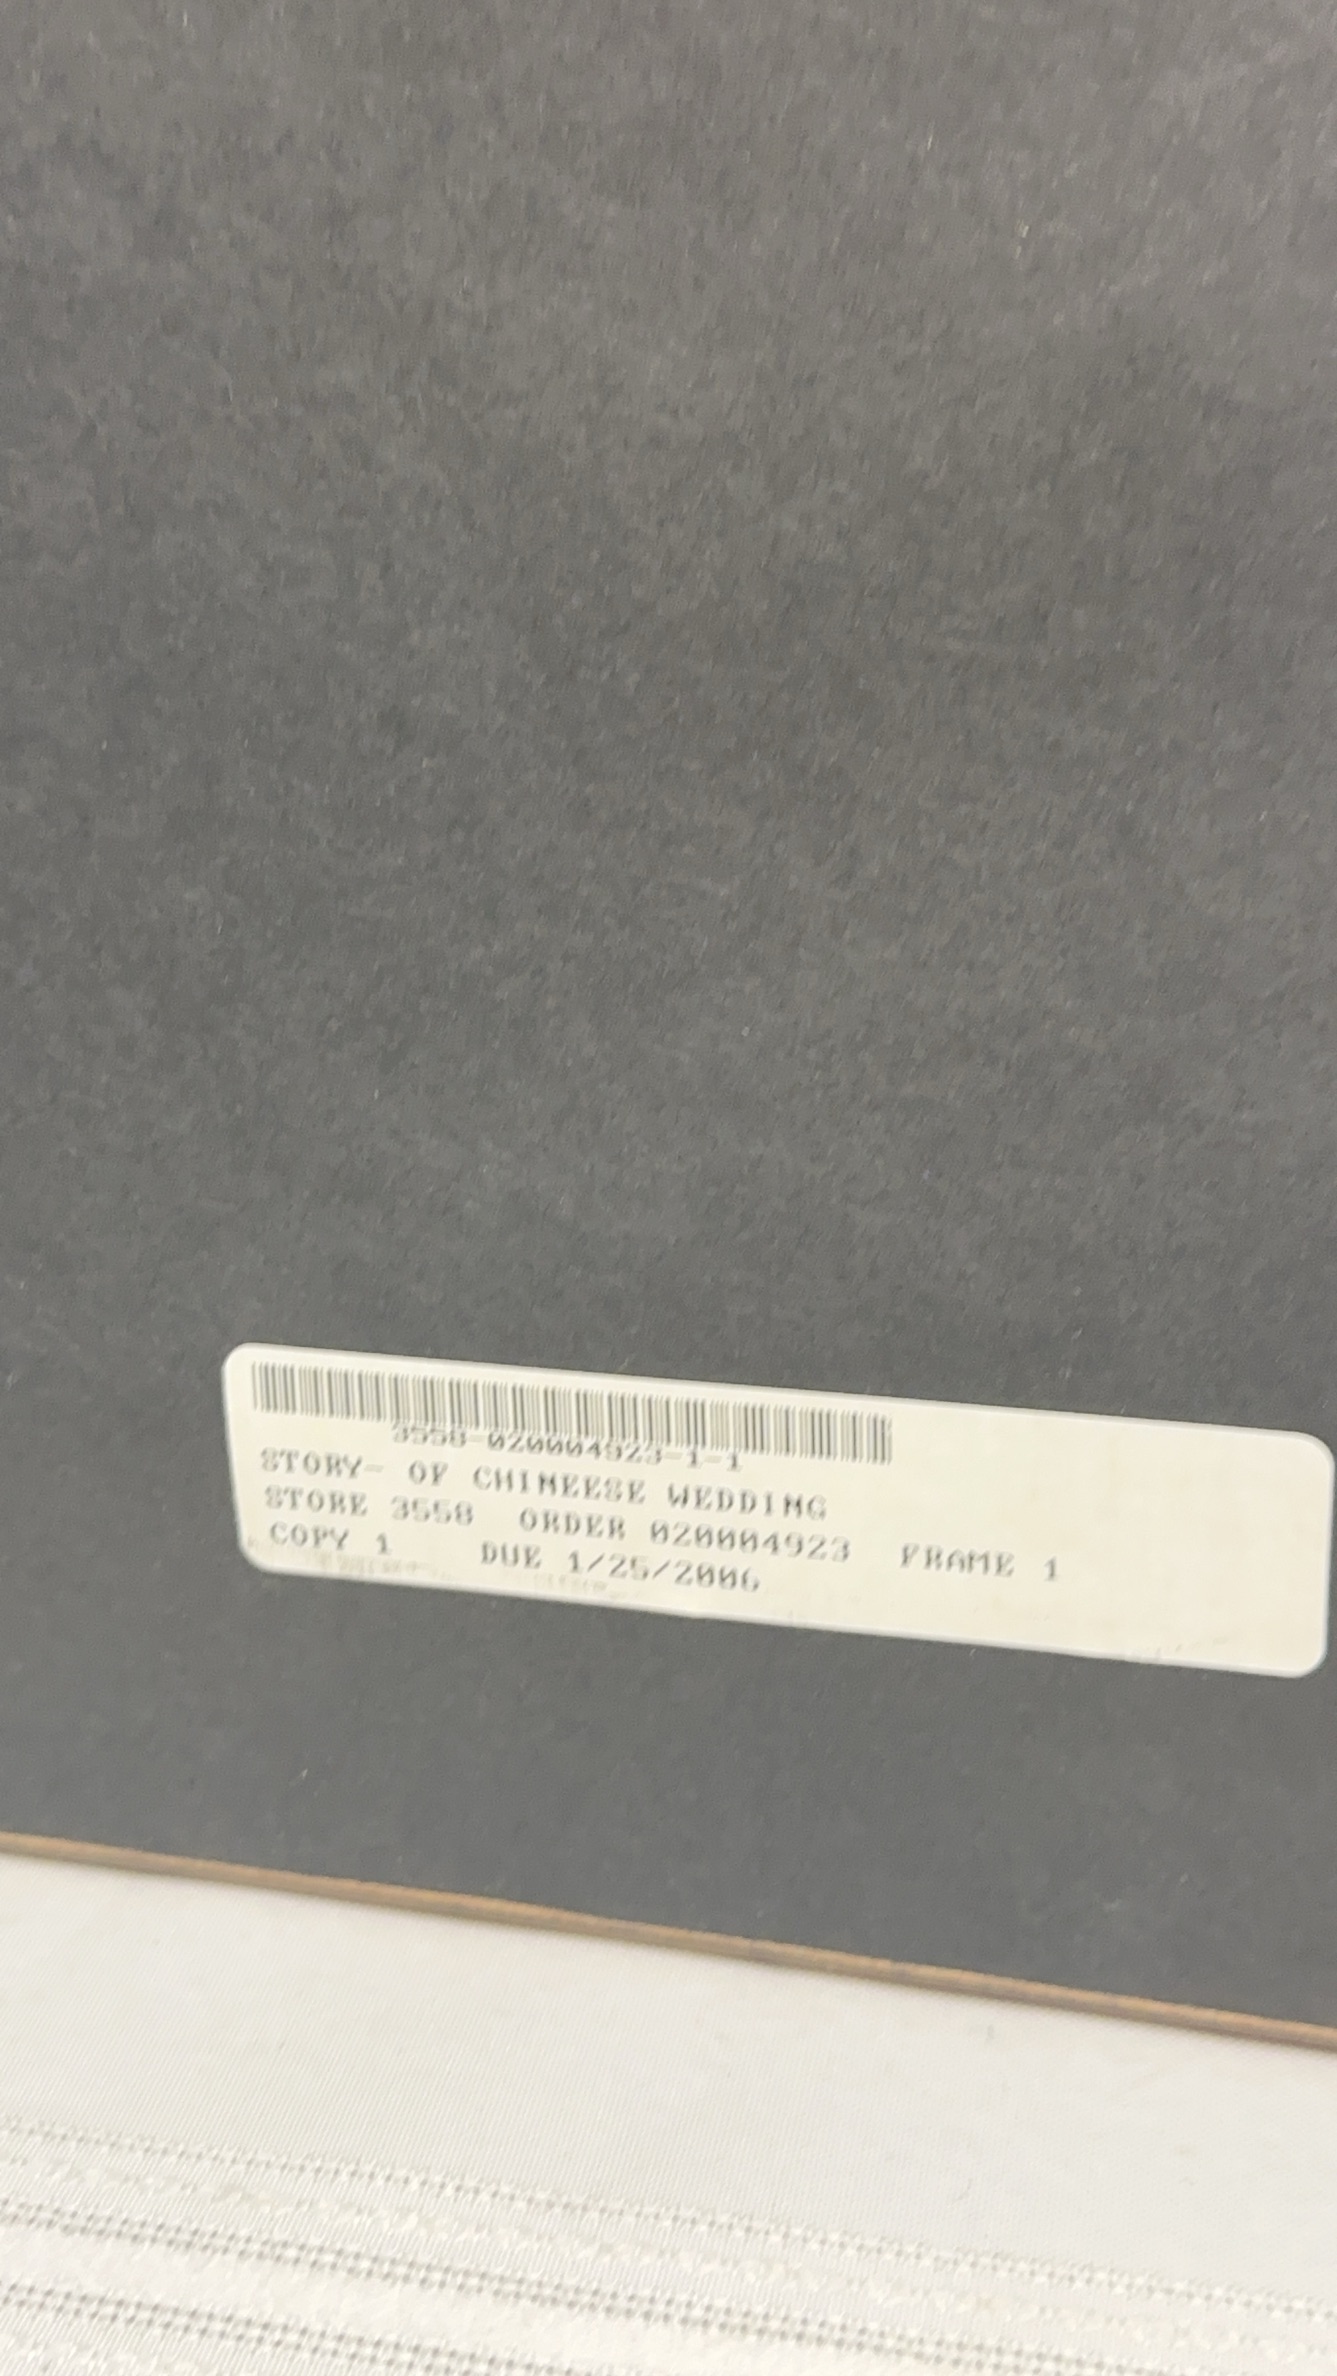 3558-020004923-1-1
STORY- OF CHINEESE WEDDING
STORE 3558 ORDER 020004923 FRAME 1
COPY 1 DUE 1/25/2006